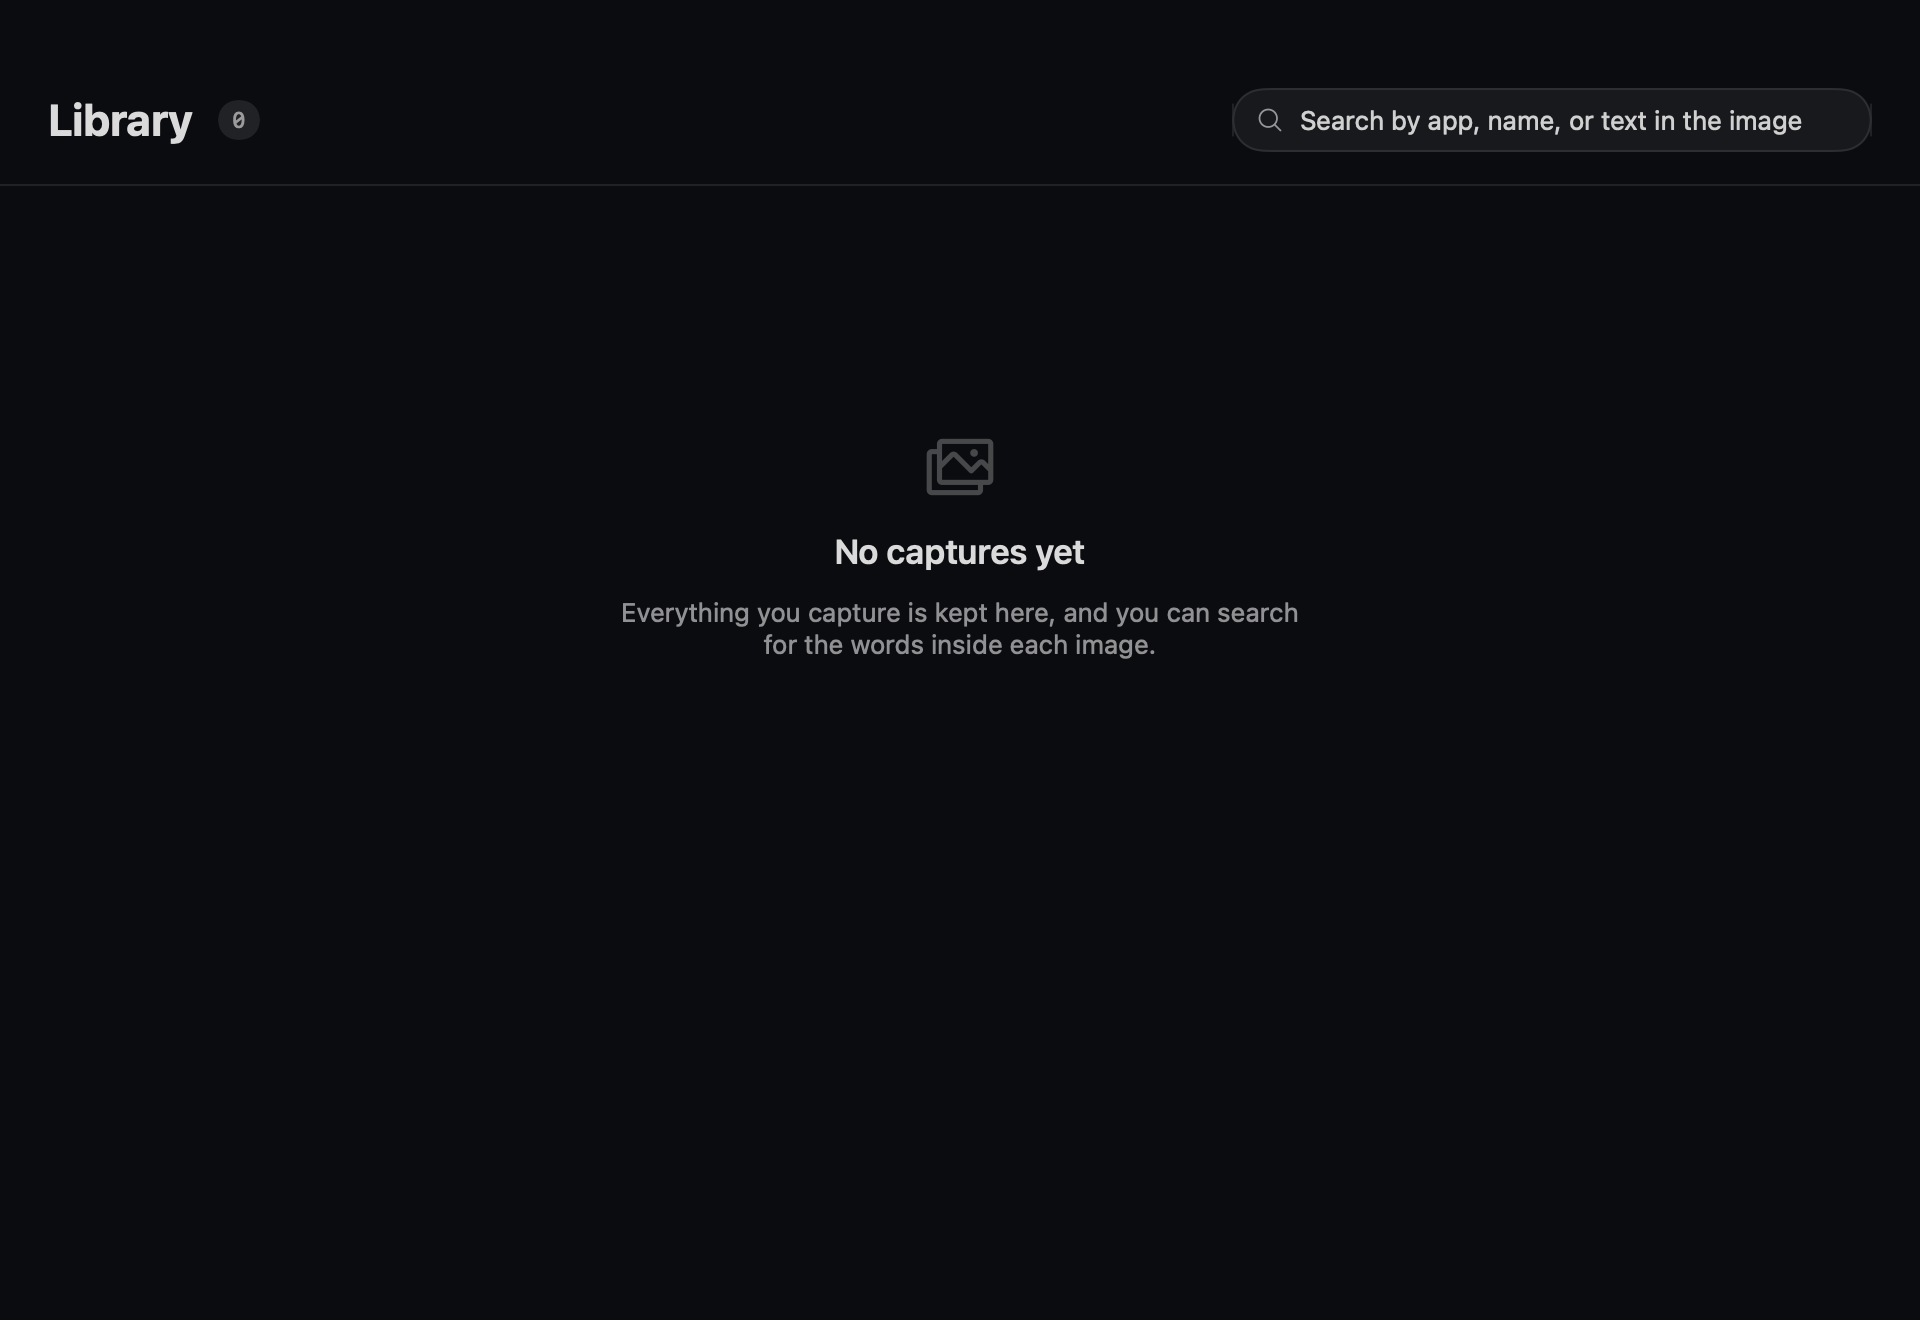 Library
0
Search by app, name, or text in the image
No captures yet
Everything you capture is kept here, and you can search
for the words inside each image.